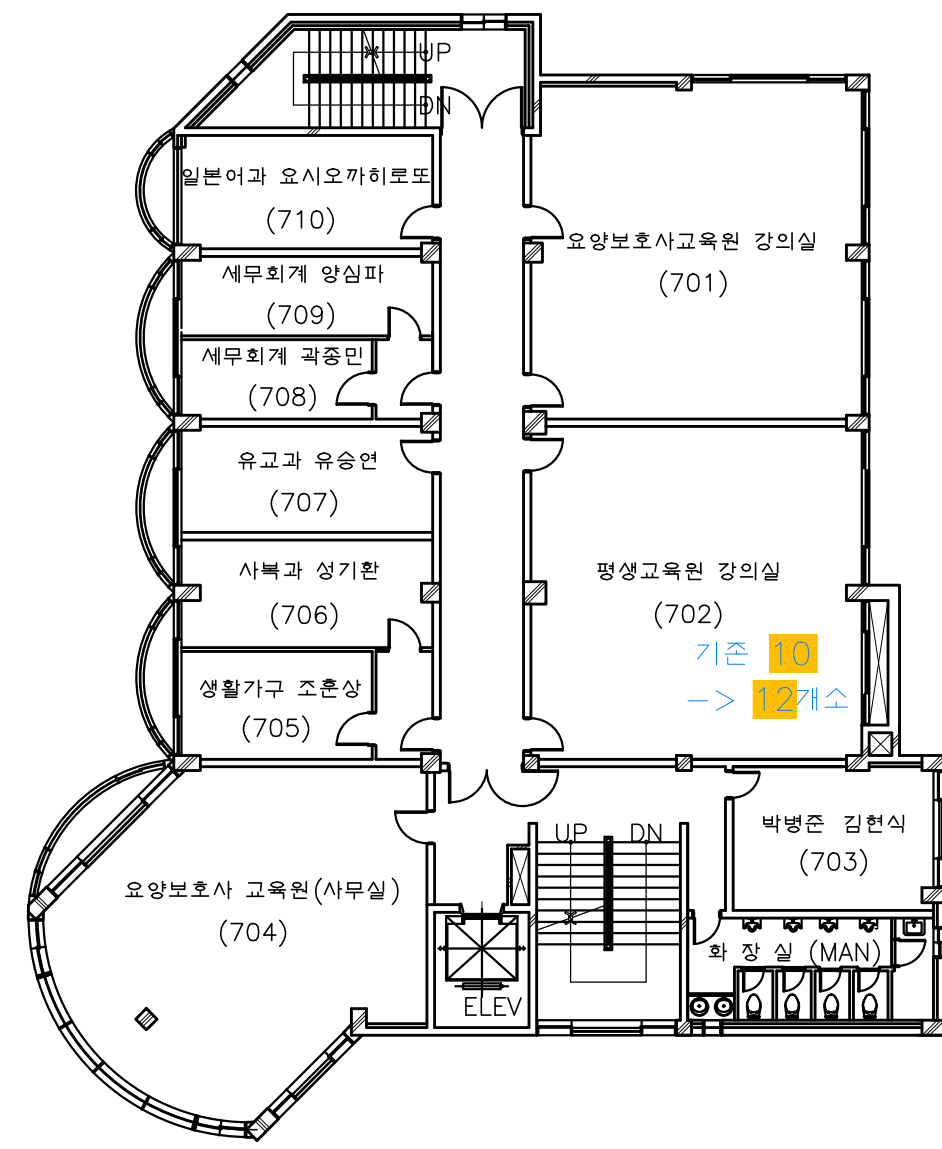 UP
DN
일본어과 요시오까히로또
(710)
요양보호사교육원 강의실
(701)
세무회계 양심파
(709)
세무회계 곽종민
(708)
유교과 유승연
(707)
사복과 성기환
(706)
평생교육원 강의실
(702)
기존 10
-> 12개소
생활가구 조훈상
(705)
UP DN
박병준 김현식
(703)
요양보호사 교육원(사무실)
(704)
화 장 실 (MAN)
ELEV